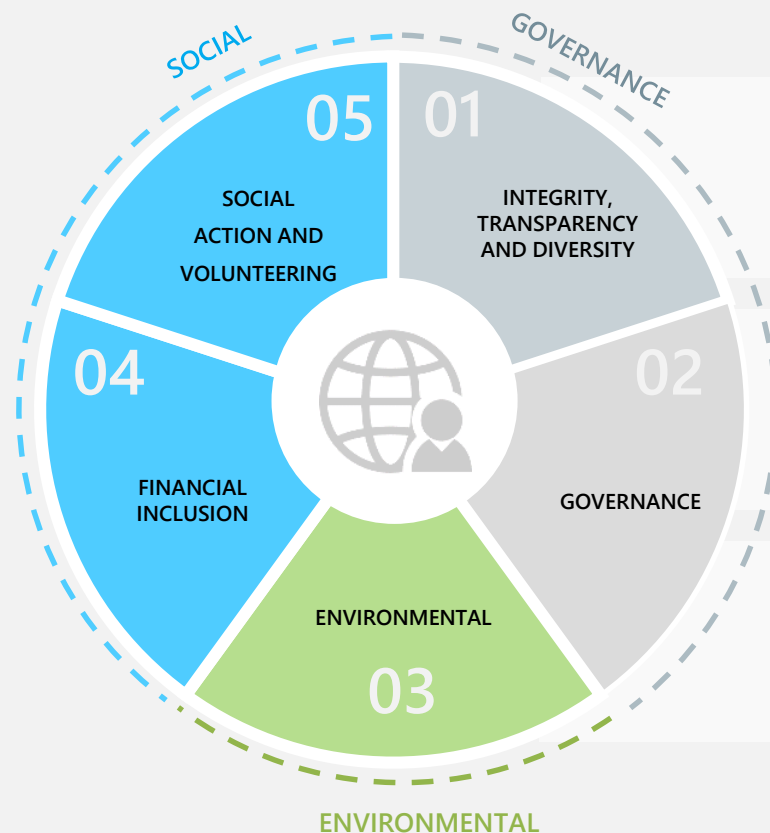 SOCIAL
GOVERNANCE
05
01
SOCIAL
ACTION AND
VOLUNTEERING
INTEGRITY,
TRANSPARENCY
AND DIVERSITY
04
02
FINANCIAL
INCLUSION
GOVERNANCE
ENVIRONMENTAL
03
ENVIRONMENTAL